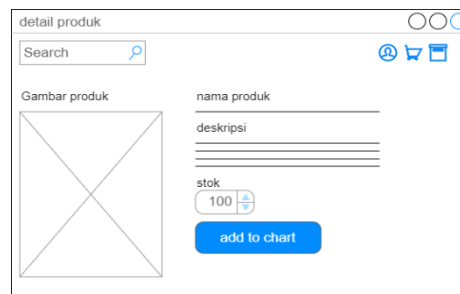 detail produk
Search
Gambar produk
nama produk
deskripsi
stok
100
add to chart